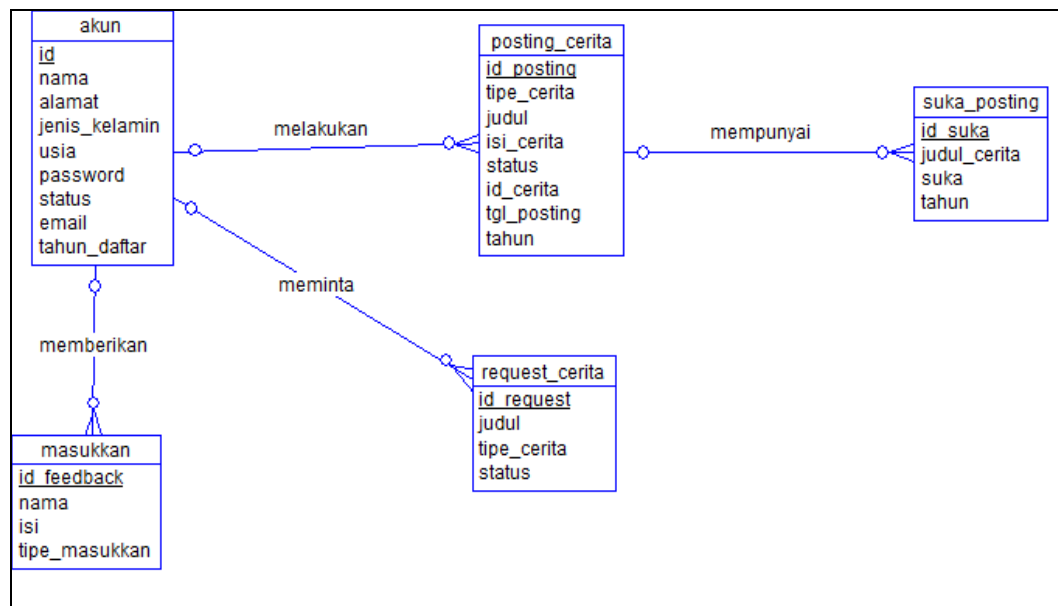 akun
id
nama
alamat
jenis_kelamin
usia
password
status
email
tahun_daftar
melakukan
posting_cerita
id_posting
tipe_cerita
judul
isi_cerita
status
id_cerita
tgl_posting
tahun
mempunyai
suka_posting
id_suka
judul_cerita
suka
tahun
meminta
memberikan
request_cerita
id_request
judul
tipe_cerita
status
masukkan
id_feedback
nama
isi
tipe_masukkan